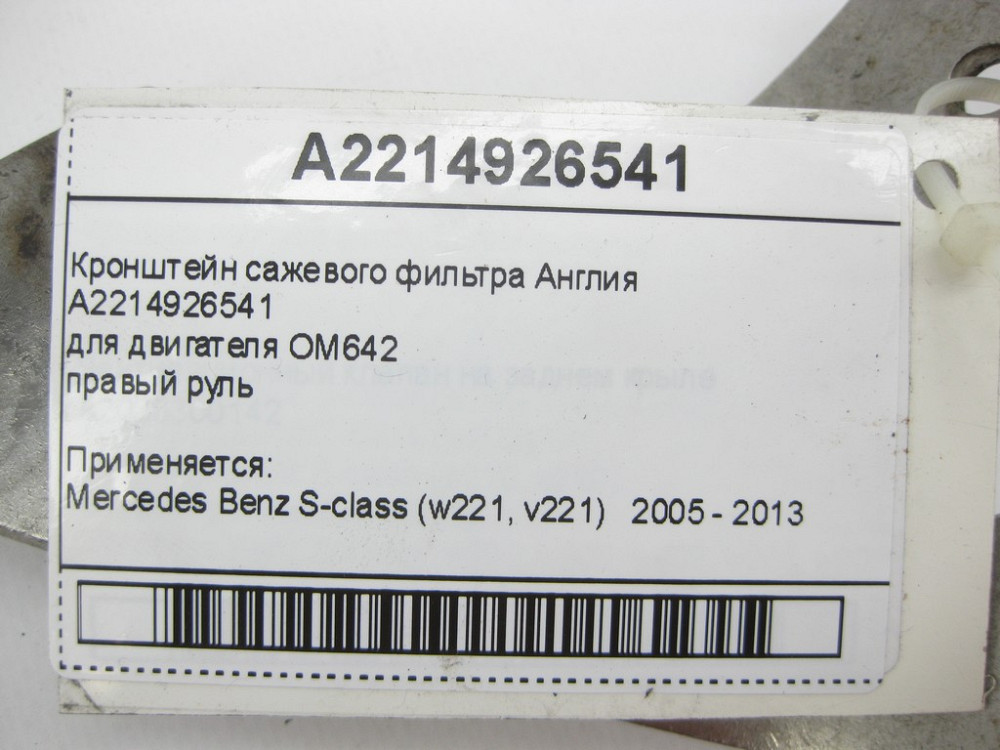 A2214926541
Кронштейн сажевого фильтра Англия
A2214926541
для двигателя OM642
правый руль
Применяется:
Mercedes Benz S-class (w221, v221) 2005 - 2013